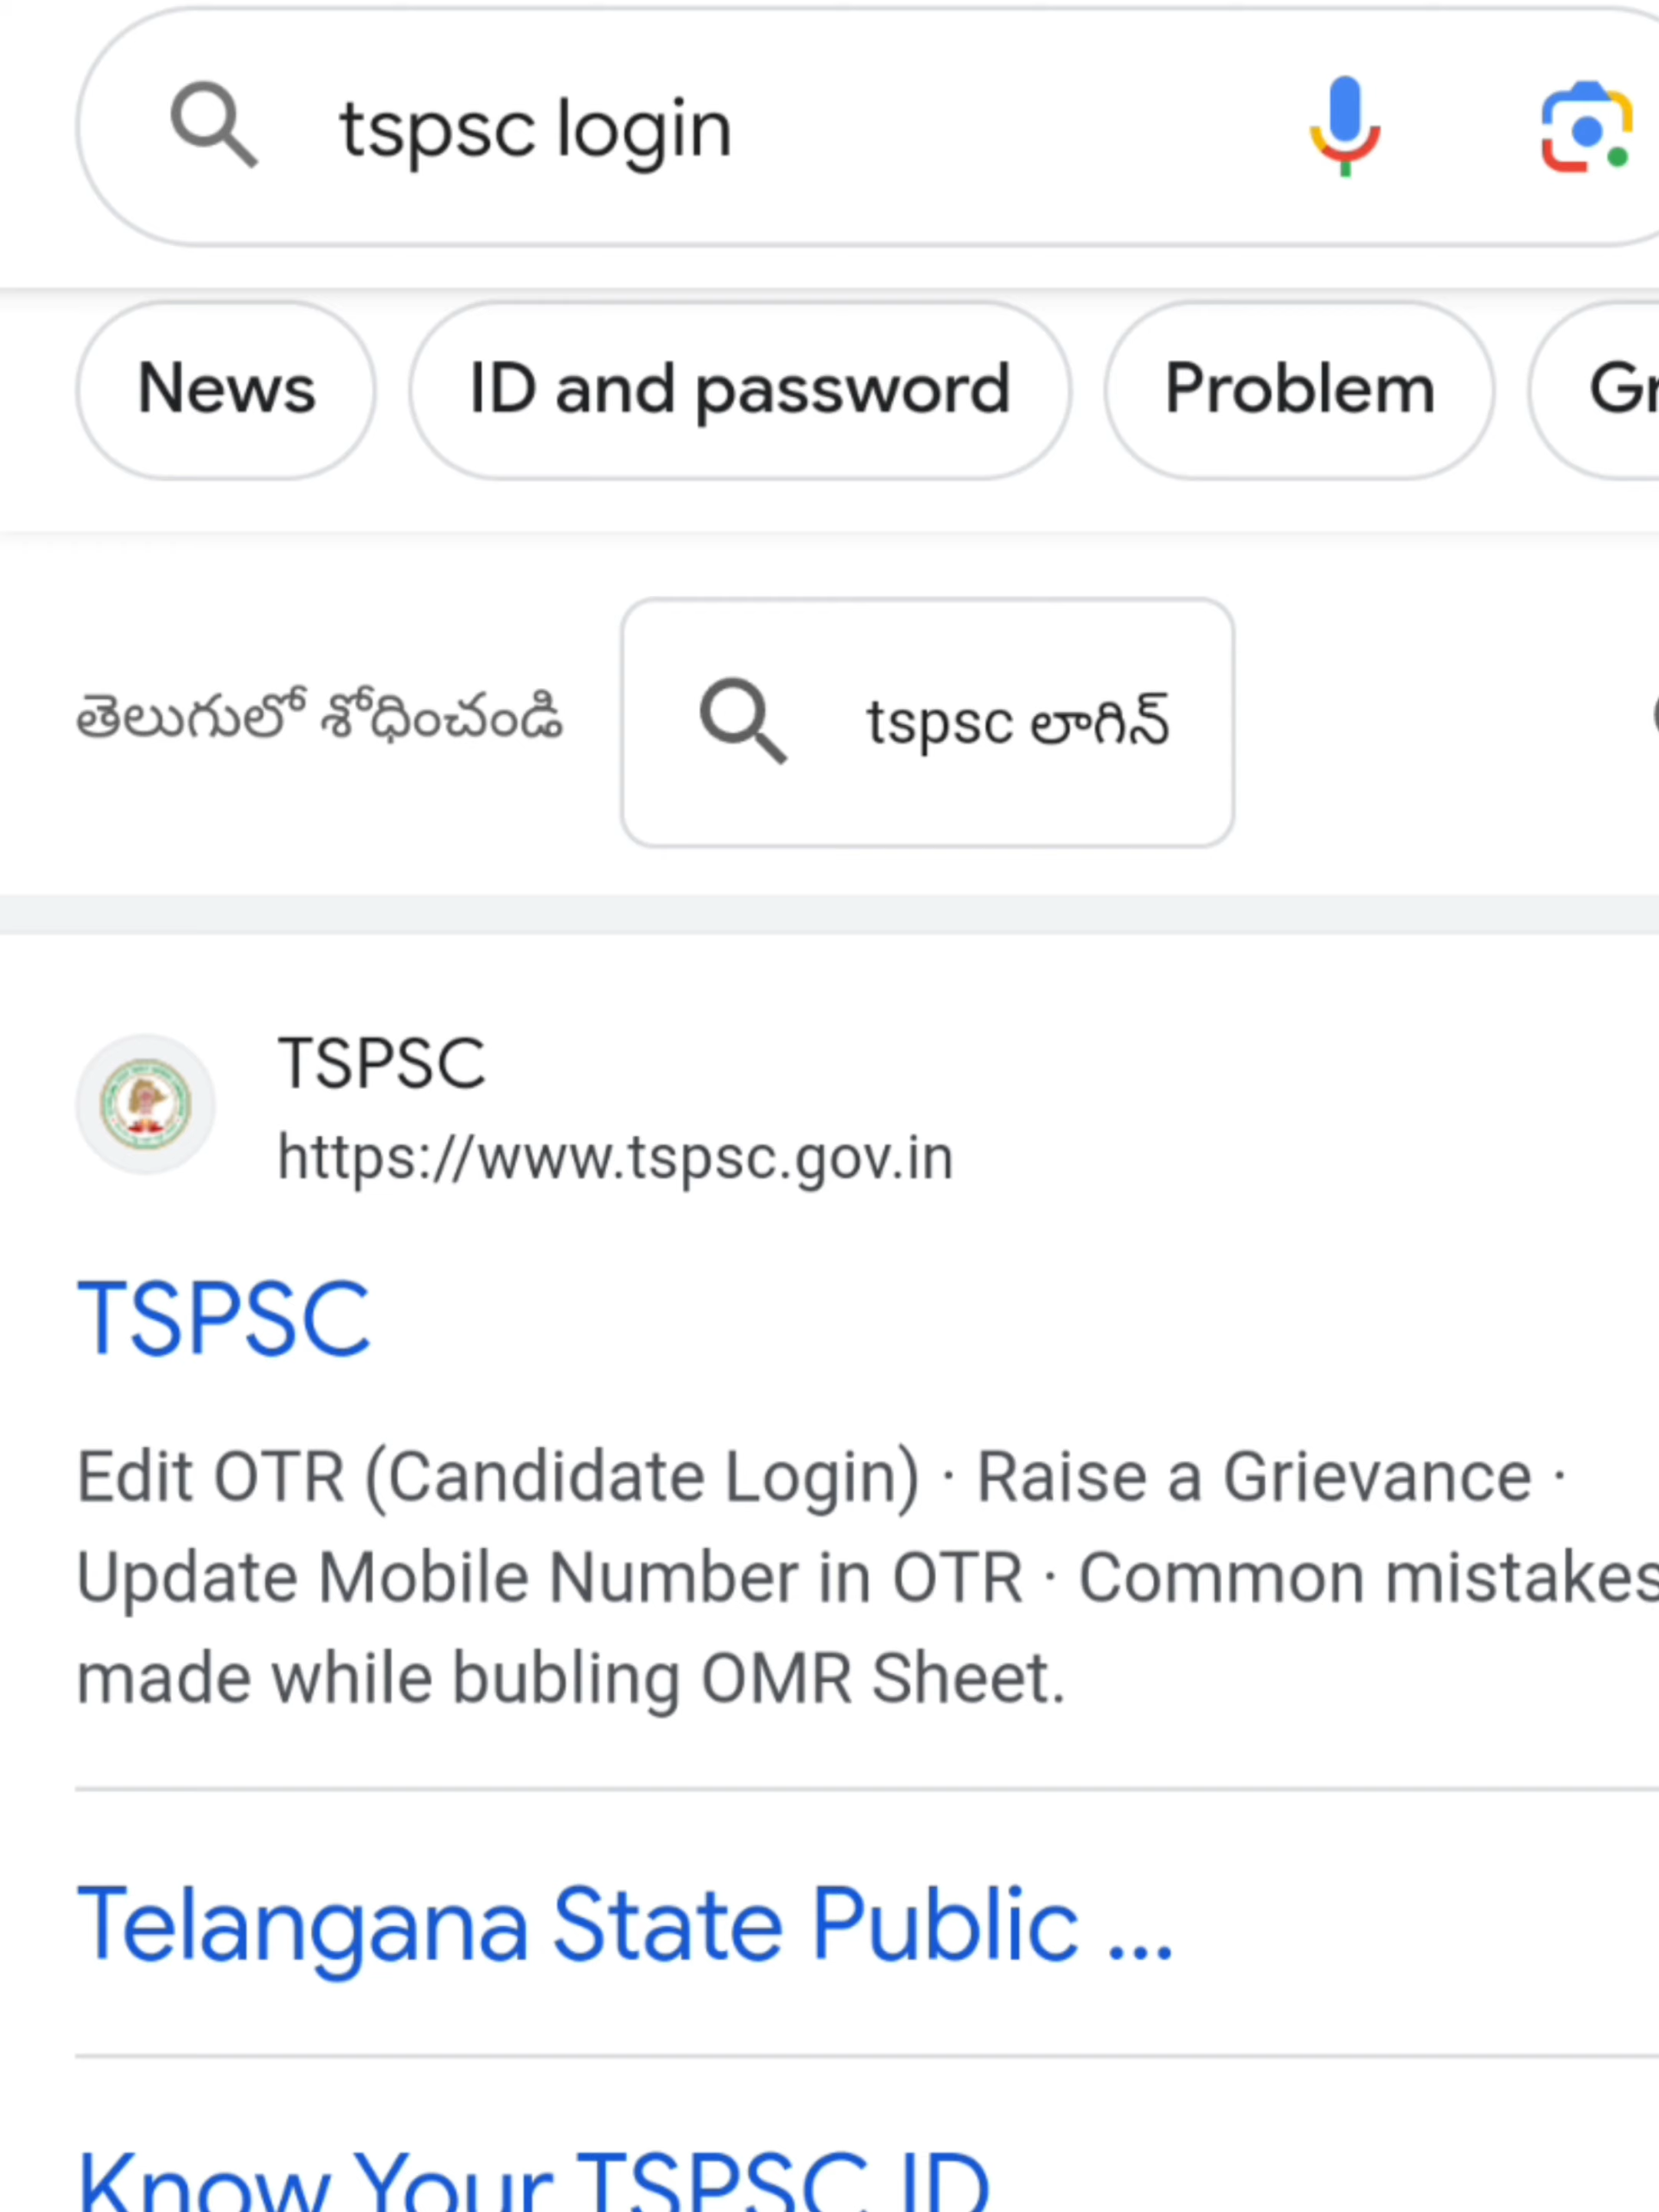 tspsc login
News
ID and password
Problem
Gr
తెలుగులో శోధించండి
tspsc లాగిన్
TSPSC
https://www.tspsc.gov.in
TSPSC
Edit OTR (Candidate Login) · Raise a Grievance ·
Update Mobile Number in OTR · Common mistakes
made while bubling OMR Sheet.
Telangana State Public ...
Know Your TSPSC ID